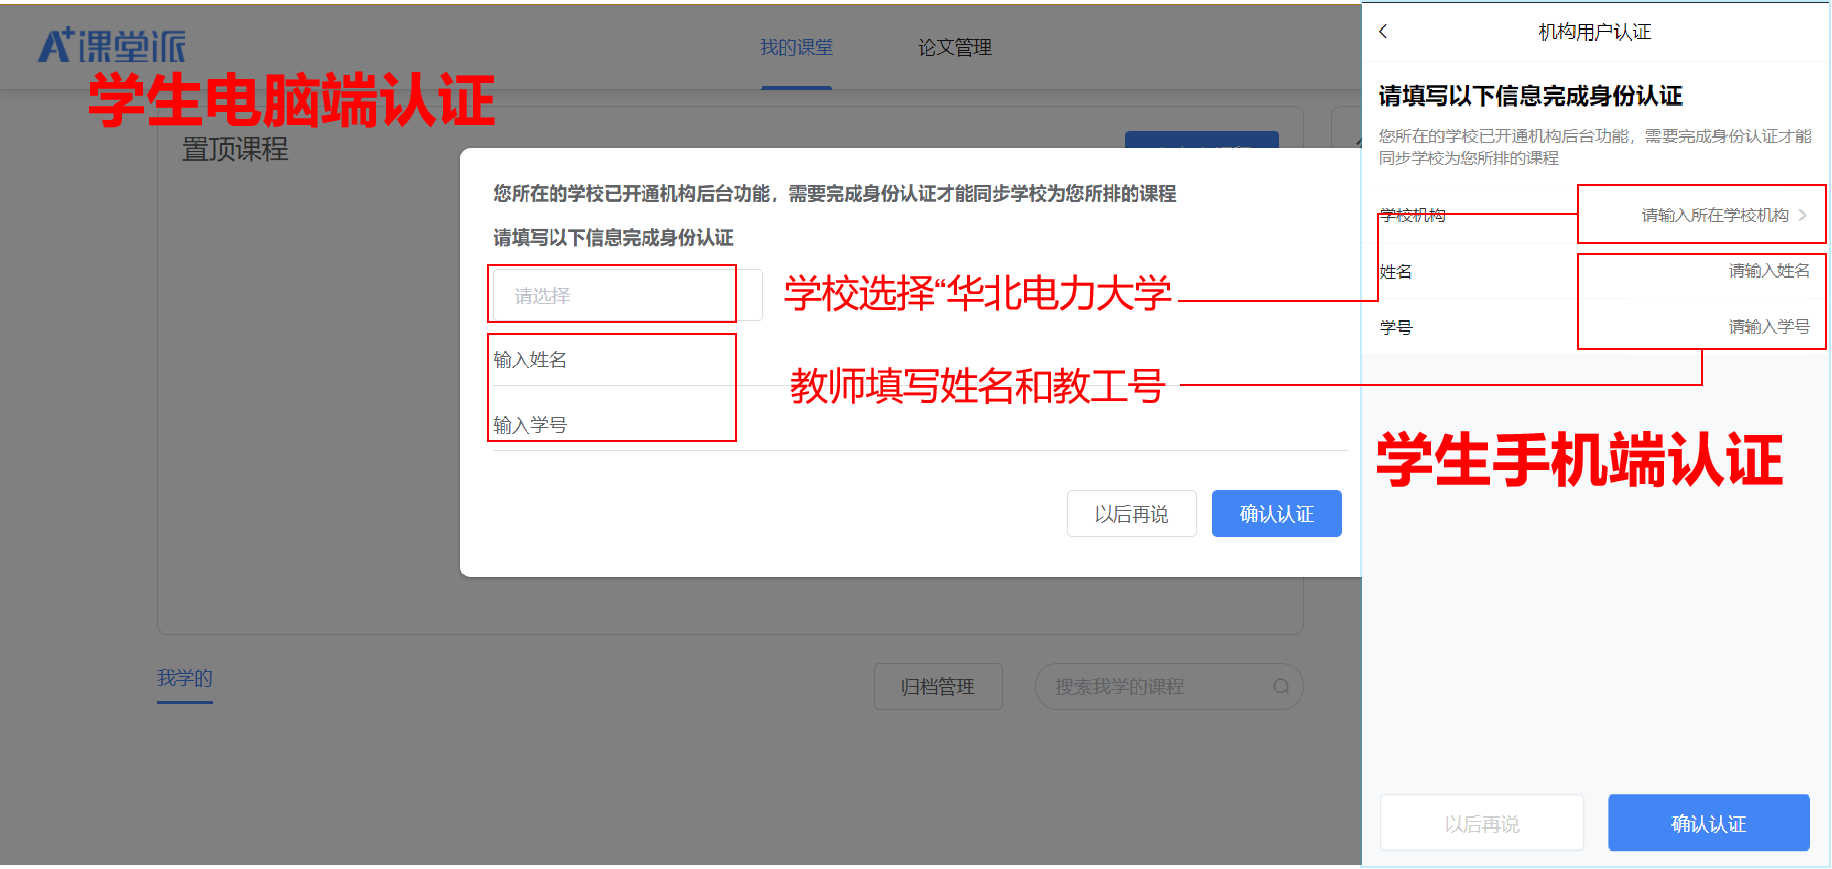 A+课堂派
我的课堂
论文管理
学生电脑端认证
置顶课程
您所在的学校已开通机构后台功能，需要完成身份认证才能同步学校为您所排的课程
请填写以下信息完成身份认证
请选择
学校选择“华北电力大学
输入姓名
教师填写姓名和教工号
输入学号
以后再说
确认认证
我学的
归档管理
搜索我学的课程
机构用户认证
请填写以下信息完成身份认证
您所在的学校已开通机构后台功能，需要完成身份认证才能
同步学校为您所排的课程
学校机构
请输入所在学校机构
姓名
请输入姓名
学号
请输入学号
学生手机端认证
以后再说
确认认证